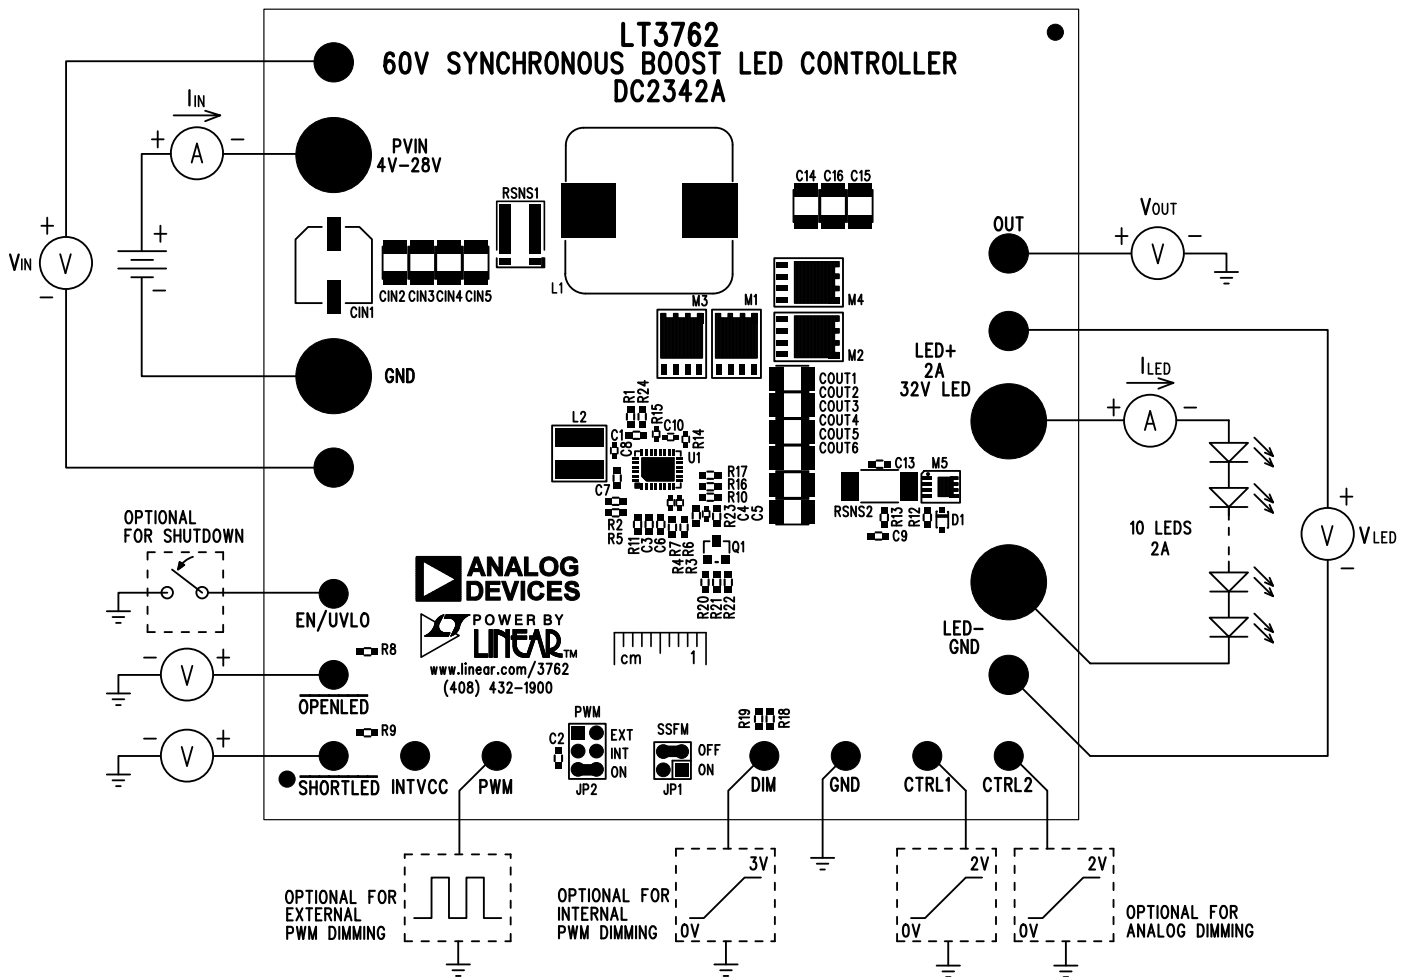 LT3762
60V SYNCHRONOUS BOOST LED CONTROLLER
DC2342A
IIN
+ A −
PVIN
4V−28V
+
VIN
V
−
+
−
CIN1
CIN2 CIN3 CIN4 CIN5
RSNS1
L1
C14 C16 C15
GND
M3 M1
M4
M2
OUT
VOUT
+ V −
LED+
2A
32V LED
ILED
+ A −
COUT1
COUT2
COUT3
COUT4
COUT5
COUT6
L2
R1
R24
R15
C10
R14
C1
C8
U1
C7
R17
R16
R10
R2
R5
R11
C3
C6
R4
R7
R3
R6
R23
C4
C5
Q1
R20
R21
R22
C13
M5
RSNS2
R13
R12
D1
C9
10 LEDS
2A
+
V
VLED
−
OPTIONAL
FOR SHUTDOWN
EN/UVLO
ANALOG
DEVICES
POWER BY
LINEAR TM
www.linear.com/3762
(408) 432−1900
cm 1
LED−
GND
− V +
R8
OPENLED
− V +
R9
SHORTLED
INTVCC
PWM
C2
PWM
EXT
INT
ON
JP2
SSFM
OFF
ON
JP1
R19
R18
DIM
GND
CTRL1
CTRL2
OPTIONAL FOR
EXTERNAL
PWM DIMMING
OPTIONAL FOR
INTERNAL
PWM DIMMING
3V
0V
2V
0V
2V
0V
OPTIONAL FOR
ANALOG DIMMING